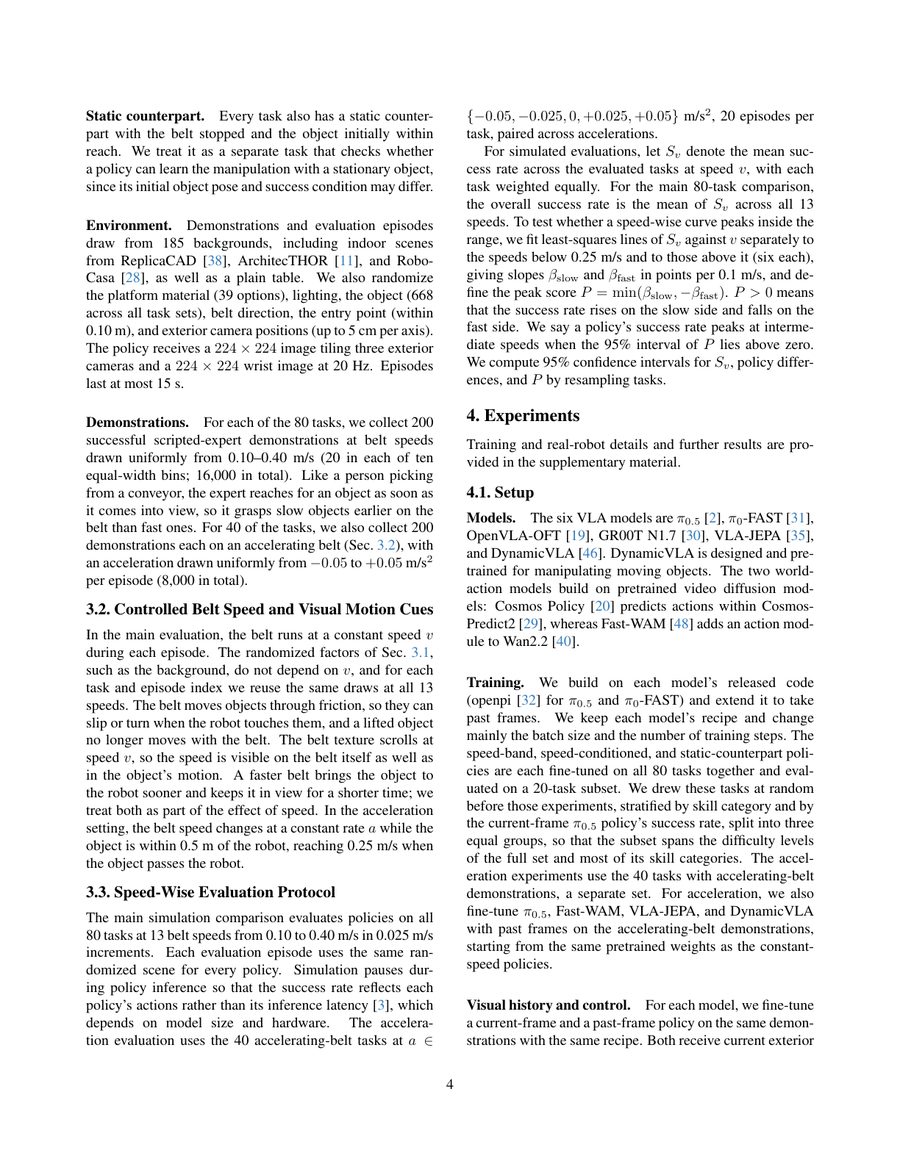 Static counterpart. Every task also has a static counter-
part with the belt stopped and the object initially within
reach. We treat it as a separate task that checks whether
a policy can learn the manipulation with a stationary object,
since its initial object pose and success condition may differ.
Environment. Demonstrations and evaluation episodes
draw from 185 backgrounds, including indoor scenes
from ReplicaCAD [38], ArchitecTHOR [11], and Robo-
Casa [28], as well as a plain table. We also randomize
the platform material (39 options), lighting, the object (668
across all task sets), belt direction, the entry point (within
0.10 m), and exterior camera positions (up to 5 cm per axis).
The policy receives a 224 × 224 image tiling three exterior
cameras and a 224 × 224 wrist image at 20 Hz. Episodes
last at most 15 s.
Demonstrations. For each of the 80 tasks, we collect 200
successful scripted-expert demonstrations at belt speeds
drawn uniformly from 0.10–0.40 m/s (20 in each of ten
equal-width bins; 16,000 in total). Like a person picking
from a conveyor, the expert reaches for an object as soon as
it comes into view, so it grasps slow objects earlier on the
belt than fast ones. For 40 of the tasks, we also collect 200
demonstrations each on an accelerating belt (Sec. 3.2), with
an acceleration drawn uniformly from −0.05 to +0.05 m/s²
per episode (8,000 in total).
3.2. Controlled Belt Speed and Visual Motion Cues
In the main evaluation, the belt runs at a constant speed v
during each episode. The randomized factors of Sec. 3.1,
such as the background, do not depend on v, and for each
task and episode index we reuse the same draws at all 13
speeds. The belt moves objects through friction, so they can
slip or turn when the robot touches them, and a lifted object
no longer moves with the belt. The belt texture scrolls at
speed v, so the speed is visible on the belt itself as well as
in the object's motion. A faster belt brings the object to
the robot sooner and keeps it in view for a shorter time; we
treat both as part of the effect of speed. In the acceleration
setting, the belt speed changes at a constant rate a while the
object is within 0.5 m of the robot, reaching 0.25 m/s when
the object passes the robot.
3.3. Speed-Wise Evaluation Protocol
The main simulation comparison evaluates policies on all
80 tasks at 13 belt speeds from 0.10 to 0.40 m/s in 0.025 m/s
increments. Each evaluation episode uses the same ran-
domized scene for every policy. Simulation pauses dur-
ing policy inference so that the success rate reflects each
policy's actions rather than its inference latency [3], which
depends on model size and hardware. The accelera-
tion evaluation uses the 40 accelerating-belt tasks at a ∈
{−0.05, −0.025, 0, +0.025, +0.05} m/s², 20 episodes per
task, paired across accelerations.
For simulated evaluations, let Sᵥ denote the mean suc-
cess rate across the evaluated tasks at speed v, with each
task weighted equally. For the main 80-task comparison,
the overall success rate is the mean of Sᵥ across all 13
speeds. To test whether a speed-wise curve peaks inside the
range, we fit least-squares lines of Sᵥ against v separately to
the speeds below 0.25 m/s and to those above it (six each),
giving slopes β_slow and β_fast in points per 0.1 m/s, and de-
fine the peak score P = min(β_slow, −β_fast). P > 0 means
that the success rate rises on the slow side and falls on the
fast side. We say a policy's success rate peaks at interme-
diate speeds when the 95% interval of P lies above zero.
We compute 95% confidence intervals for Sᵥ, policy differ-
ences, and P by resampling tasks.
4. Experiments
Training and real-robot details and further results are pro-
vided in the supplementary material.
4.1. Setup
Models. The six VLA models are π₀.₅ [2], π₀-FAST [31],
OpenVLA-OFT [19], GR00T N1.7 [30], VLA-JEPA [35],
and DynamicVLA [46]. DynamicVLA is designed and pre-
trained for manipulating moving objects. The two world-
action models build on pretrained video diffusion mod-
els: Cosmos Policy [20] predicts actions within Cosmos-
Predict2 [29], whereas Fast-WAM [48] adds an action mod-
ule to Wan2.2 [40].
Training. We build on each model's released code
(openpi [32] for π₀.₅ and π₀-FAST) and extend it to take
past frames. We keep each model's recipe and change
mainly the batch size and the number of training steps. The
speed-band, speed-conditioned, and static-counterpart poli-
cies are each fine-tuned on all 80 tasks together and eval-
uated on a 20-task subset. We drew these tasks at random
before those experiments, stratified by skill category and by
the current-frame π₀.₅ policy's success rate, split into three
equal groups, so that the subset spans the difficulty levels
of the full set and most of its skill categories. The accel-
eration experiments use the 40 tasks with accelerating-belt
demonstrations, a separate set. For acceleration, we also
fine-tune π₀.₅, Fast-WAM, VLA-JEPA, and DynamicVLA
with past frames on the accelerating-belt demonstrations,
starting from the same pretrained weights as the constant-
speed policies.
Visual history and control. For each model, we fine-tune
a current-frame and a past-frame policy on the same demon-
strations with the same recipe. Both receive current exterior
4